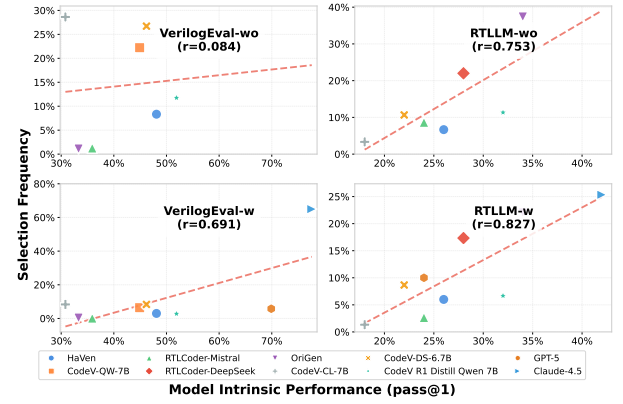 VerilogEval-wo
(r=0.084)
30%
25%
20%
15%
10%
5%
0%
30% 40% 50% 60% 70%
RTLLM-wo
(r=0.753)
40%
30%
20%
10%
0%
20% 25% 30% 35% 40%
Selection Frequency
VerilogEval-w
(r=0.691)
80%
60%
40%
20%
0%
30% 40% 50% 60% 70%
RTLLM-w
(r=0.827)
25%
20%
15%
10%
5%
0%
20% 25% 30% 35% 40%
HaVen RTLCoder-Mistral OriGen CodeV-DS-6.7B GPT-5
CodeV-QW-7B RTLCoder-DeepSeek CodeV-CL-7B CodeV R1 Distill Qwen 7B Claude-4.5
Model Intrinsic Performance (pass@1)